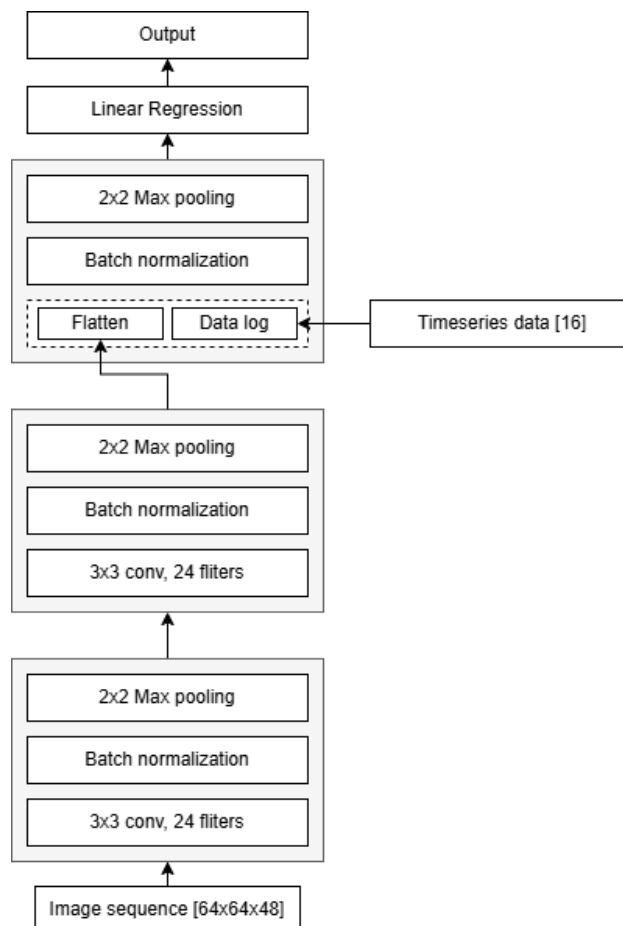 Output
Linear Regression
2x2 Max pooling
Batch normalization
Flatten
Data log
Timeseries data [16]
2x2 Max pooling
Batch normalization
3x3 conv, 24 fliters
2x2 Max pooling
Batch normalization
3x3 conv, 24 fliters
Image sequence [64x64x48]